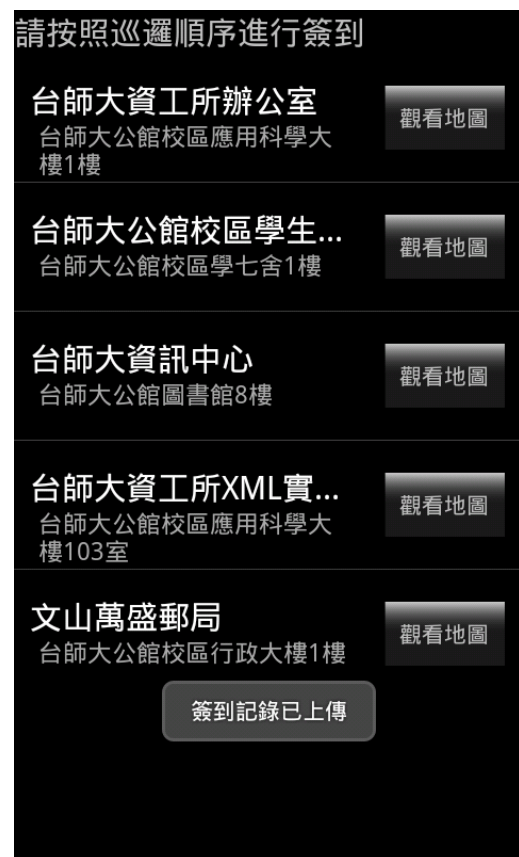 請按照巡邏順序進行簽到
台師大資工所辦公室
台師大公館校區應用科學大
樓1樓
觀看地圖
台師大公館校區學生...
台師大公館校區學七舍1樓
觀看地圖
台師大資訊中心
台師大公館圖書館8樓
觀看地圖
台師大資工所XML實...
台師大公館校區應用科學大
樓103室
觀看地圖
文山萬盛郵局
台師大公館校區行政大樓1樓
觀看地圖
簽到記錄已上傳